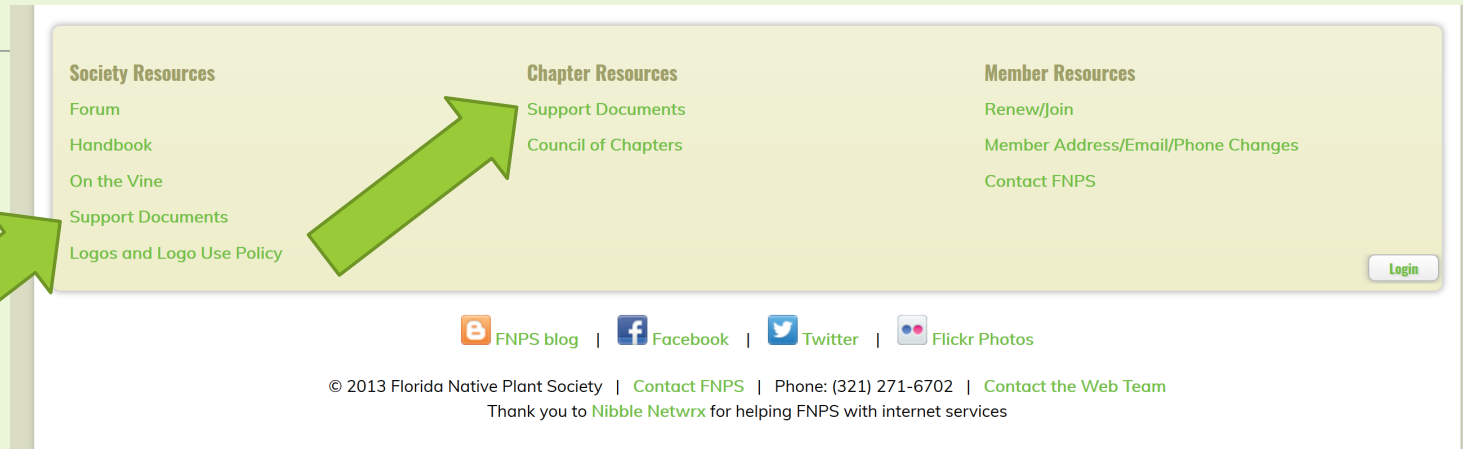 Society Resources
Forum
Handbook
On the Vine
Support Documents
Logos and Logo Use Policy
Chapter Resources
Support Documents
Council of Chapters
Member Resources
Renew/Join
Member Address/Email/Phone Changes
Contact FNPS
Login
FNPS blog | Facebook | Twitter | Flickr Photos
© 2013 Florida Native Plant Society | Contact FNPS | Phone: (321) 271-6702 | Contact the Web Team
Thank you to Nibble Netwrx for helping FNPS with internet services